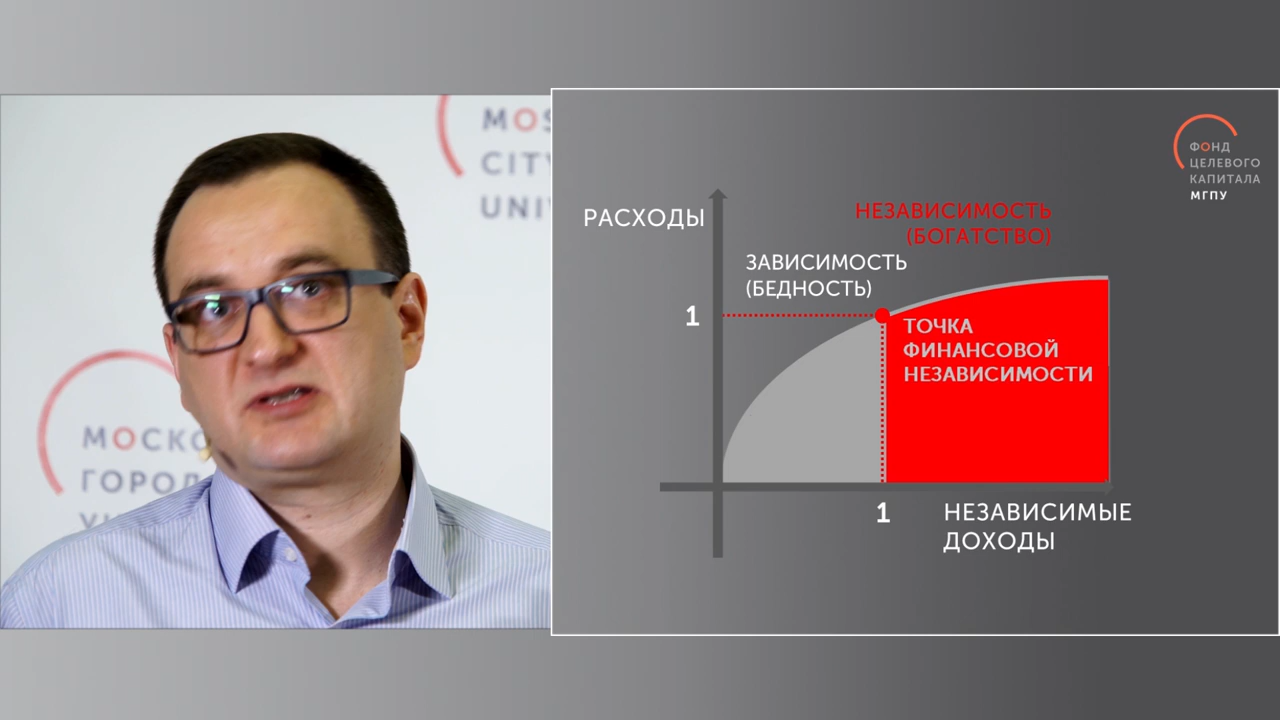 MOS
CITY
UNIV
МОСКО
ГОРОД
УН
ФОНД
ЦЕЛЕВОГО
КАПИТАЛА
МГПУ
РАСХОДЫ
НЕЗАВИСИМОСТЬ
(БОГАТСТВО)
ЗАВИСИМОСТЬ
(БЕДНОСТЬ)
1
ТОЧКА
ФИНАНСОВОЙ
НЕЗАВИСИМОСТИ
1
НЕЗАВИСИМЫЕ
ДОХОДЫ